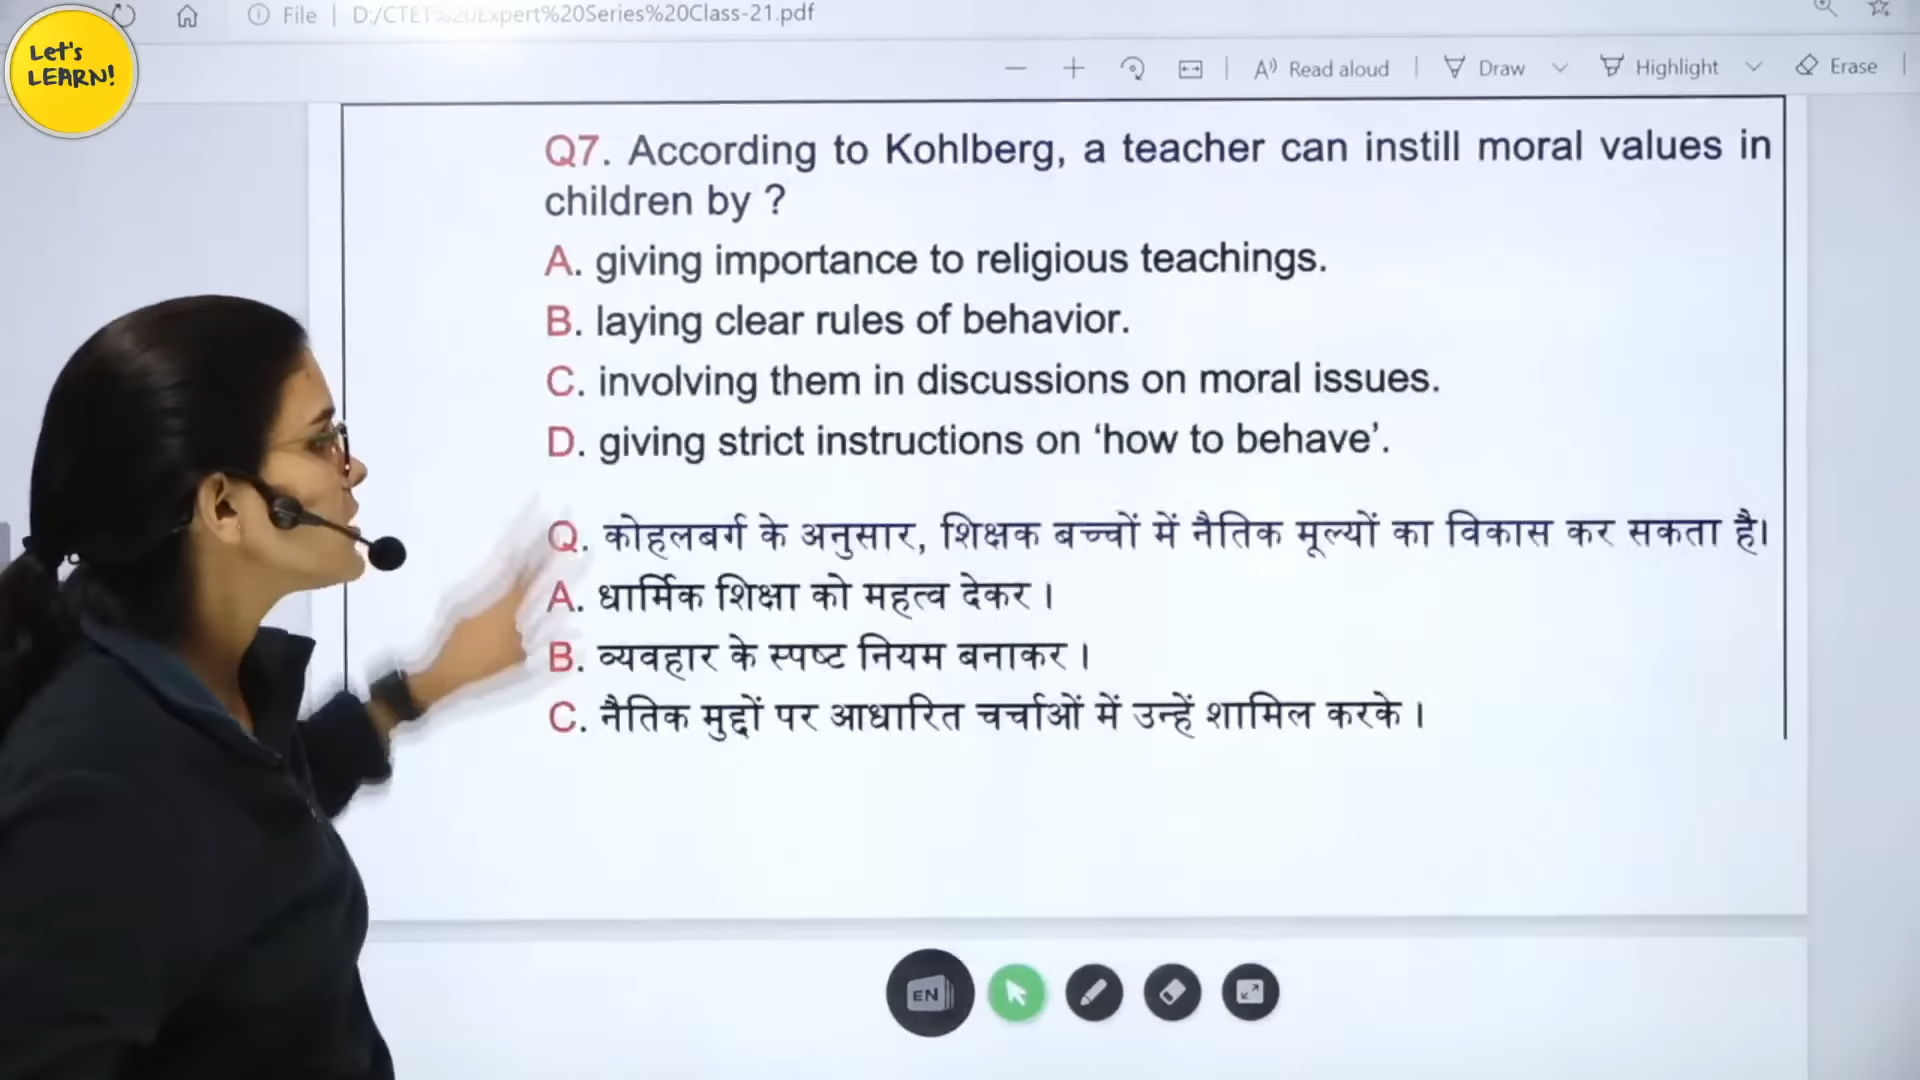 Let's
LEARN!
File
D:/CTET%20Expert%20Series%20Class-21.pdf
Read aloud
Draw
Highlight
Erase
Q7. According to Kohlberg, a teacher can instill moral values in
children by ?
A. giving importance to religious teachings.
B. laying clear rules of behavior.
C. involving them in discussions on moral issues.
D. giving strict instructions on ‘how to behave’.
Q. कोहलबर्ग के अनुसार, शिक्षक बच्चों में नैतिक मूल्यों का विकास कर सकता है।
A. धार्मिक शिक्षा को महत्व देकर ।
B. व्यवहार के स्पष्ट नियम बनाकर ।
C. नैतिक मुद्दों पर आधारित चर्चाओं में उन्हें शामिल करके ।
EN